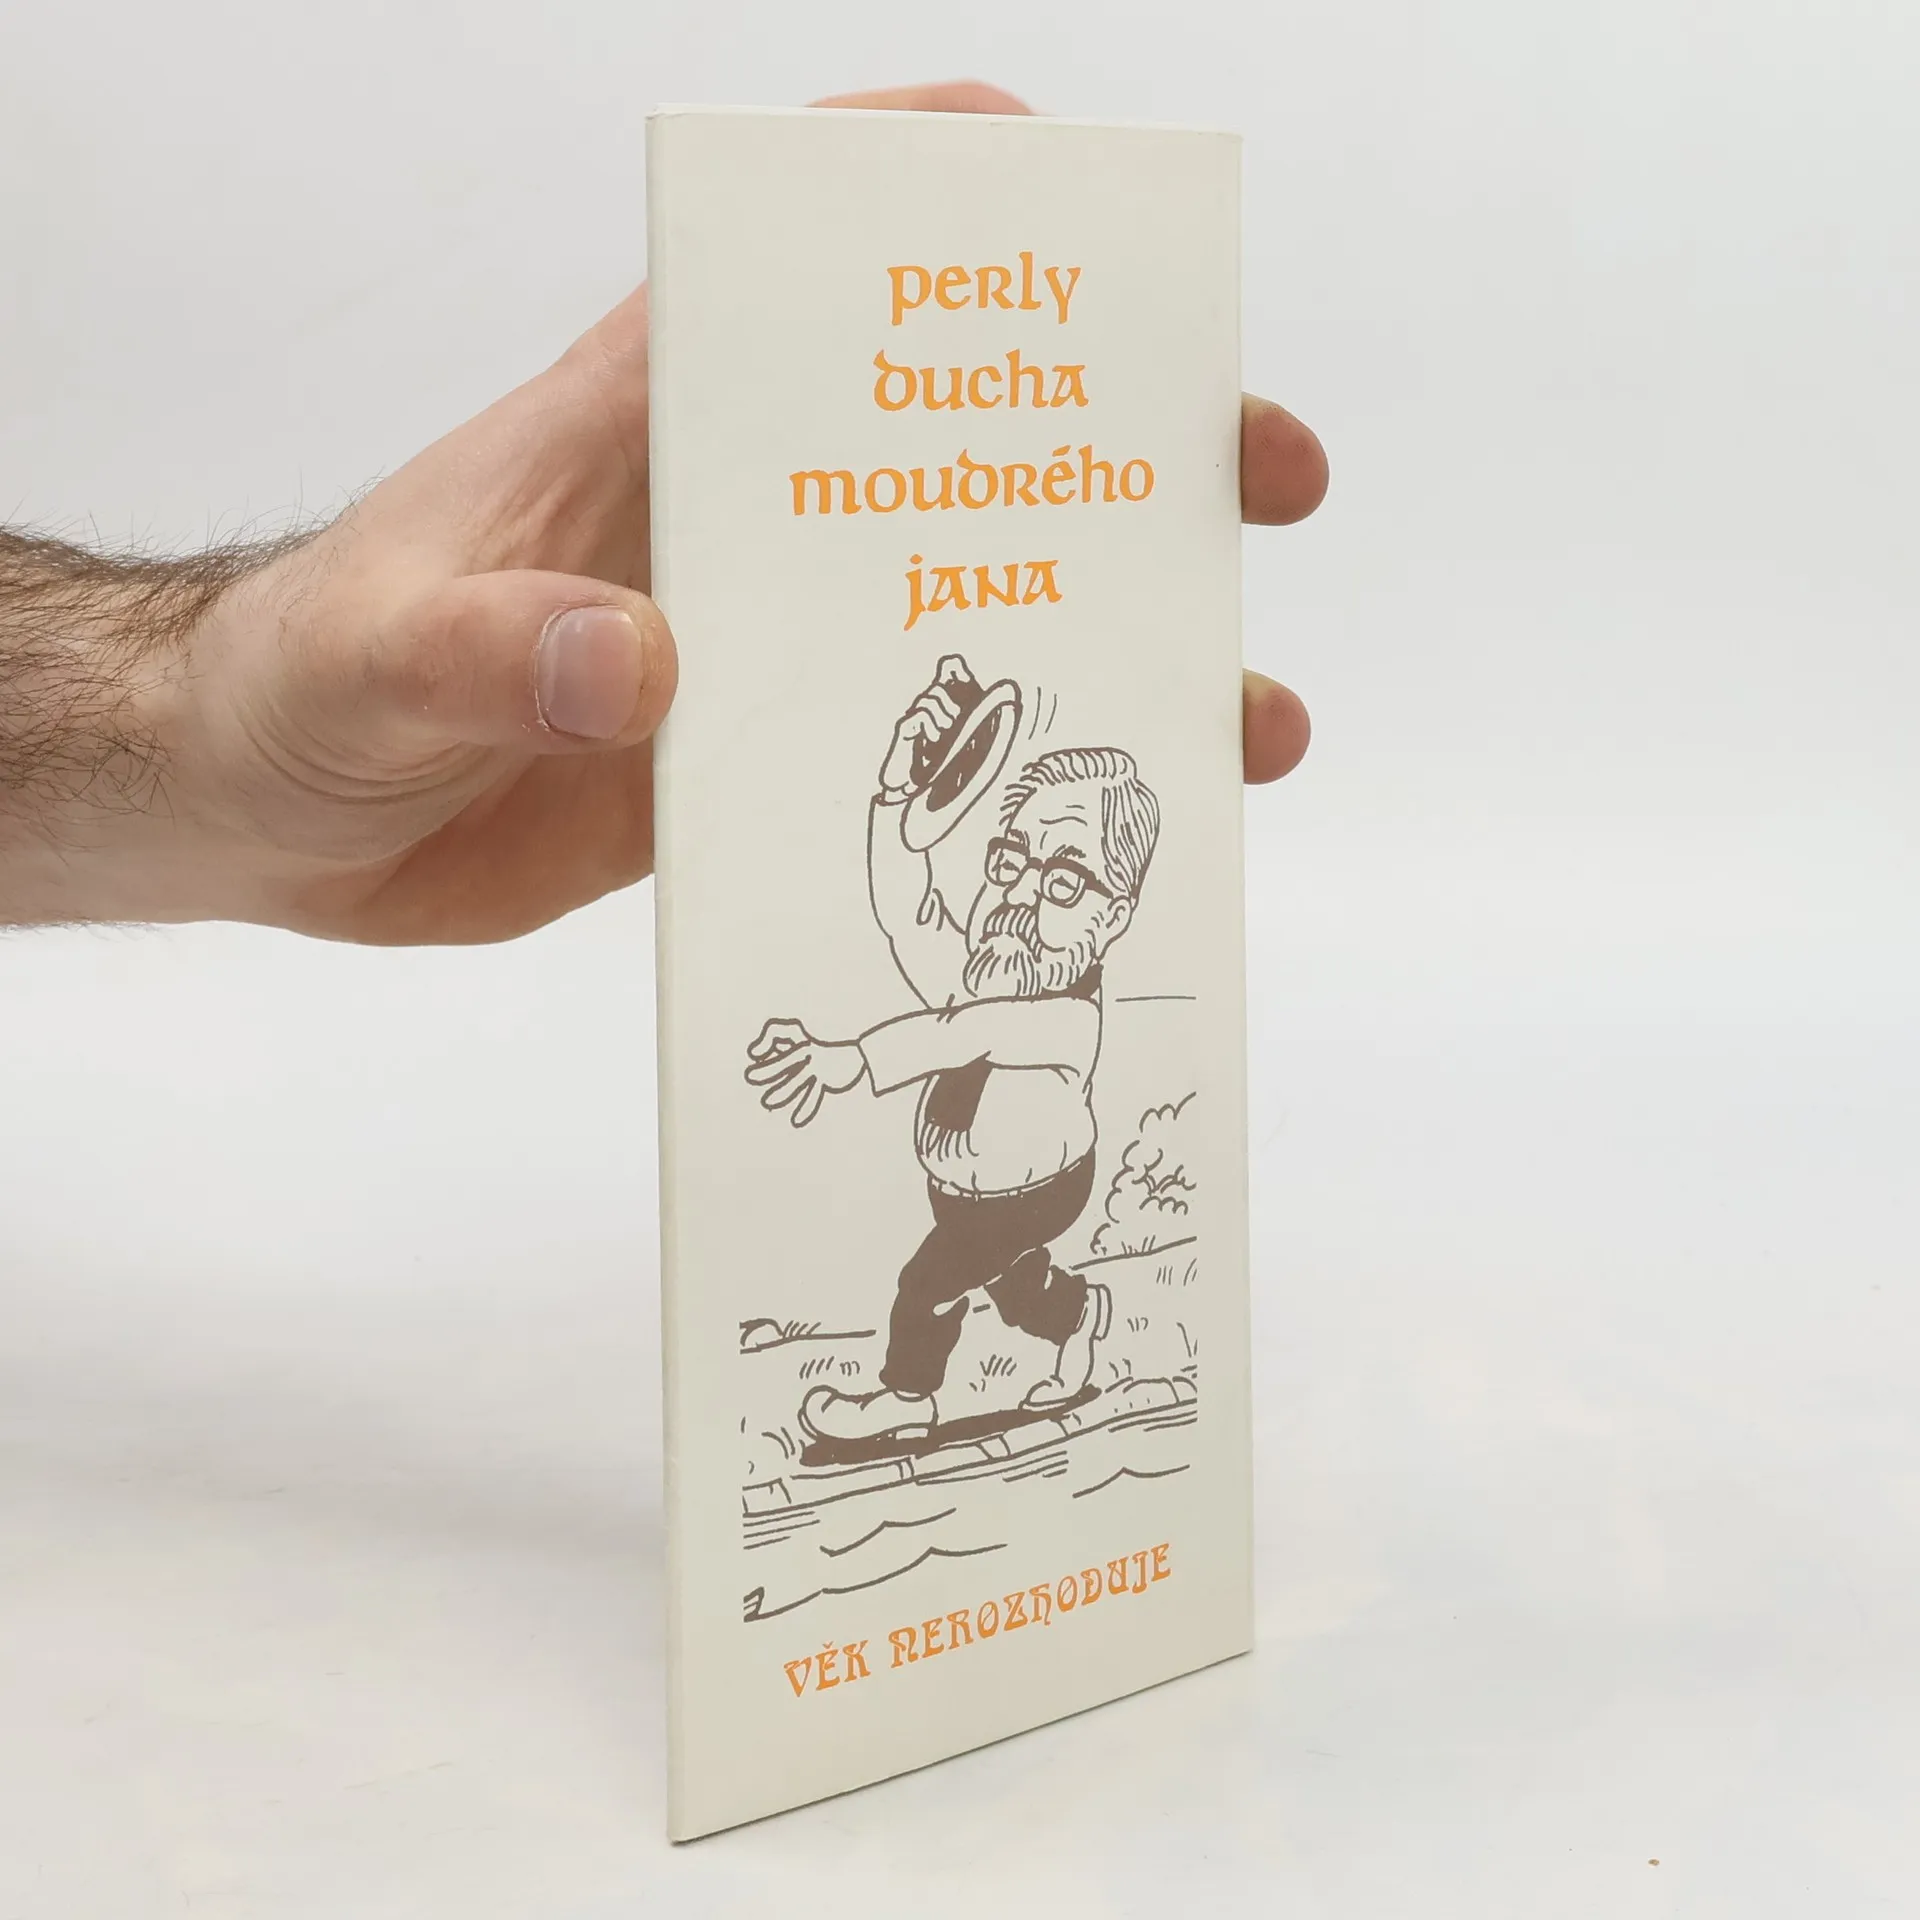 perly
ducha
moudrého
jana
VĚK NEROZHODUJE